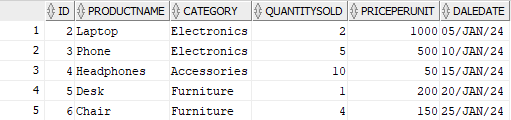 ID PRODUCTNAME CATEGORY QUANTITYSOLD PRICEPERUNIT DALEDATE
1 2 Laptop Electronics 2 1000 05/JAN/24
2 3 Phone Electronics 5 500 10/JAN/24
3 4 Headphones Accessories 10 50 15/JAN/24
4 5 Desk Furniture 1 200 20/JAN/24
5 6 Chair Furniture 4 150 25/JAN/24